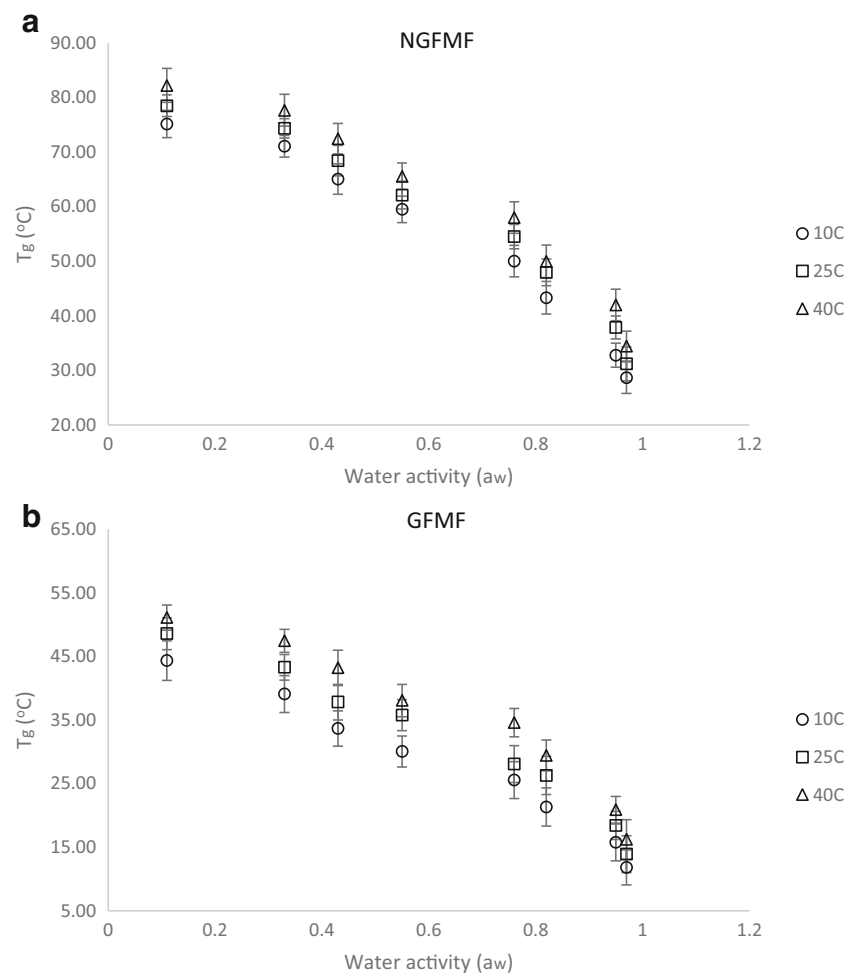 a
NGFMF
90.00
80.00
70.00
60.00
50.00
40.00
30.00
20.00
Tg (°C)
0 0.2 0.4 0.6 0.8 1 1.2
Water activity (aw)
10C
25C
40C
b
GFMF
65.00
55.00
45.00
35.00
25.00
15.00
5.00
Tg (°C)
0 0.2 0.4 0.6 0.8 1 1.2
Water activity (aw)
10C
25C
40C